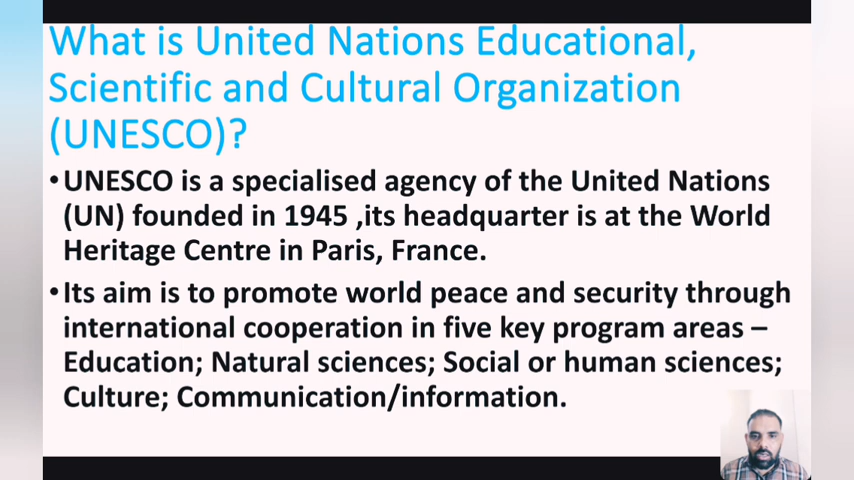 What is United Nations Educational,
Scientific and Cultural Organization
(UNESCO)?
•UNESCO is a specialised agency of the United Nations
(UN) founded in 1945 ,its headquarter is at the World
Heritage Centre in Paris, France.
•Its aim is to promote world peace and security through
international cooperation in five key program areas –
Education; Natural sciences; Social or human sciences;
Culture; Communication/information.